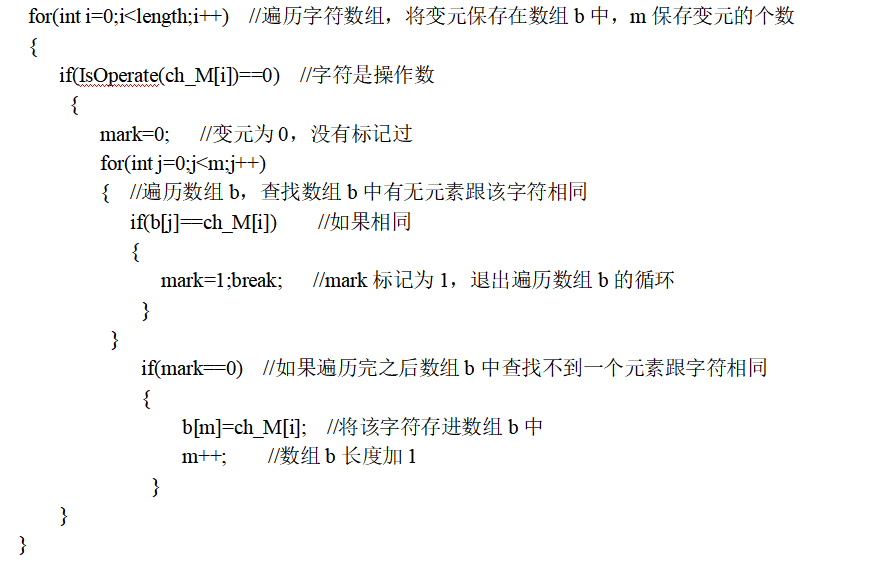 for(int i=0;i<length;i++)   //遍历字符数组，将变元保存在数组 b 中，m 保存变元的个数
{
if(IsOperate(ch_M[i])==0)   //字符是操作数
{
mark=0;     //变元为 0，没有标记过
for(int j=0;j<m;j++)
{   //遍历数组 b，查找数组 b 中有无元素跟该字符相同
if(b[j]==ch_M[i])      //如果相同
{
mark=1;break;     //mark 标记为 1，退出遍历数组 b 的循环
}
}
if(mark==0)   //如果遍历完之后数组 b 中查找不到一个元素跟字符相同
{
b[m]=ch_M[i];   //将该字符存进数组 b 中
m++;      //数组 b 长度加 1
}
}
}